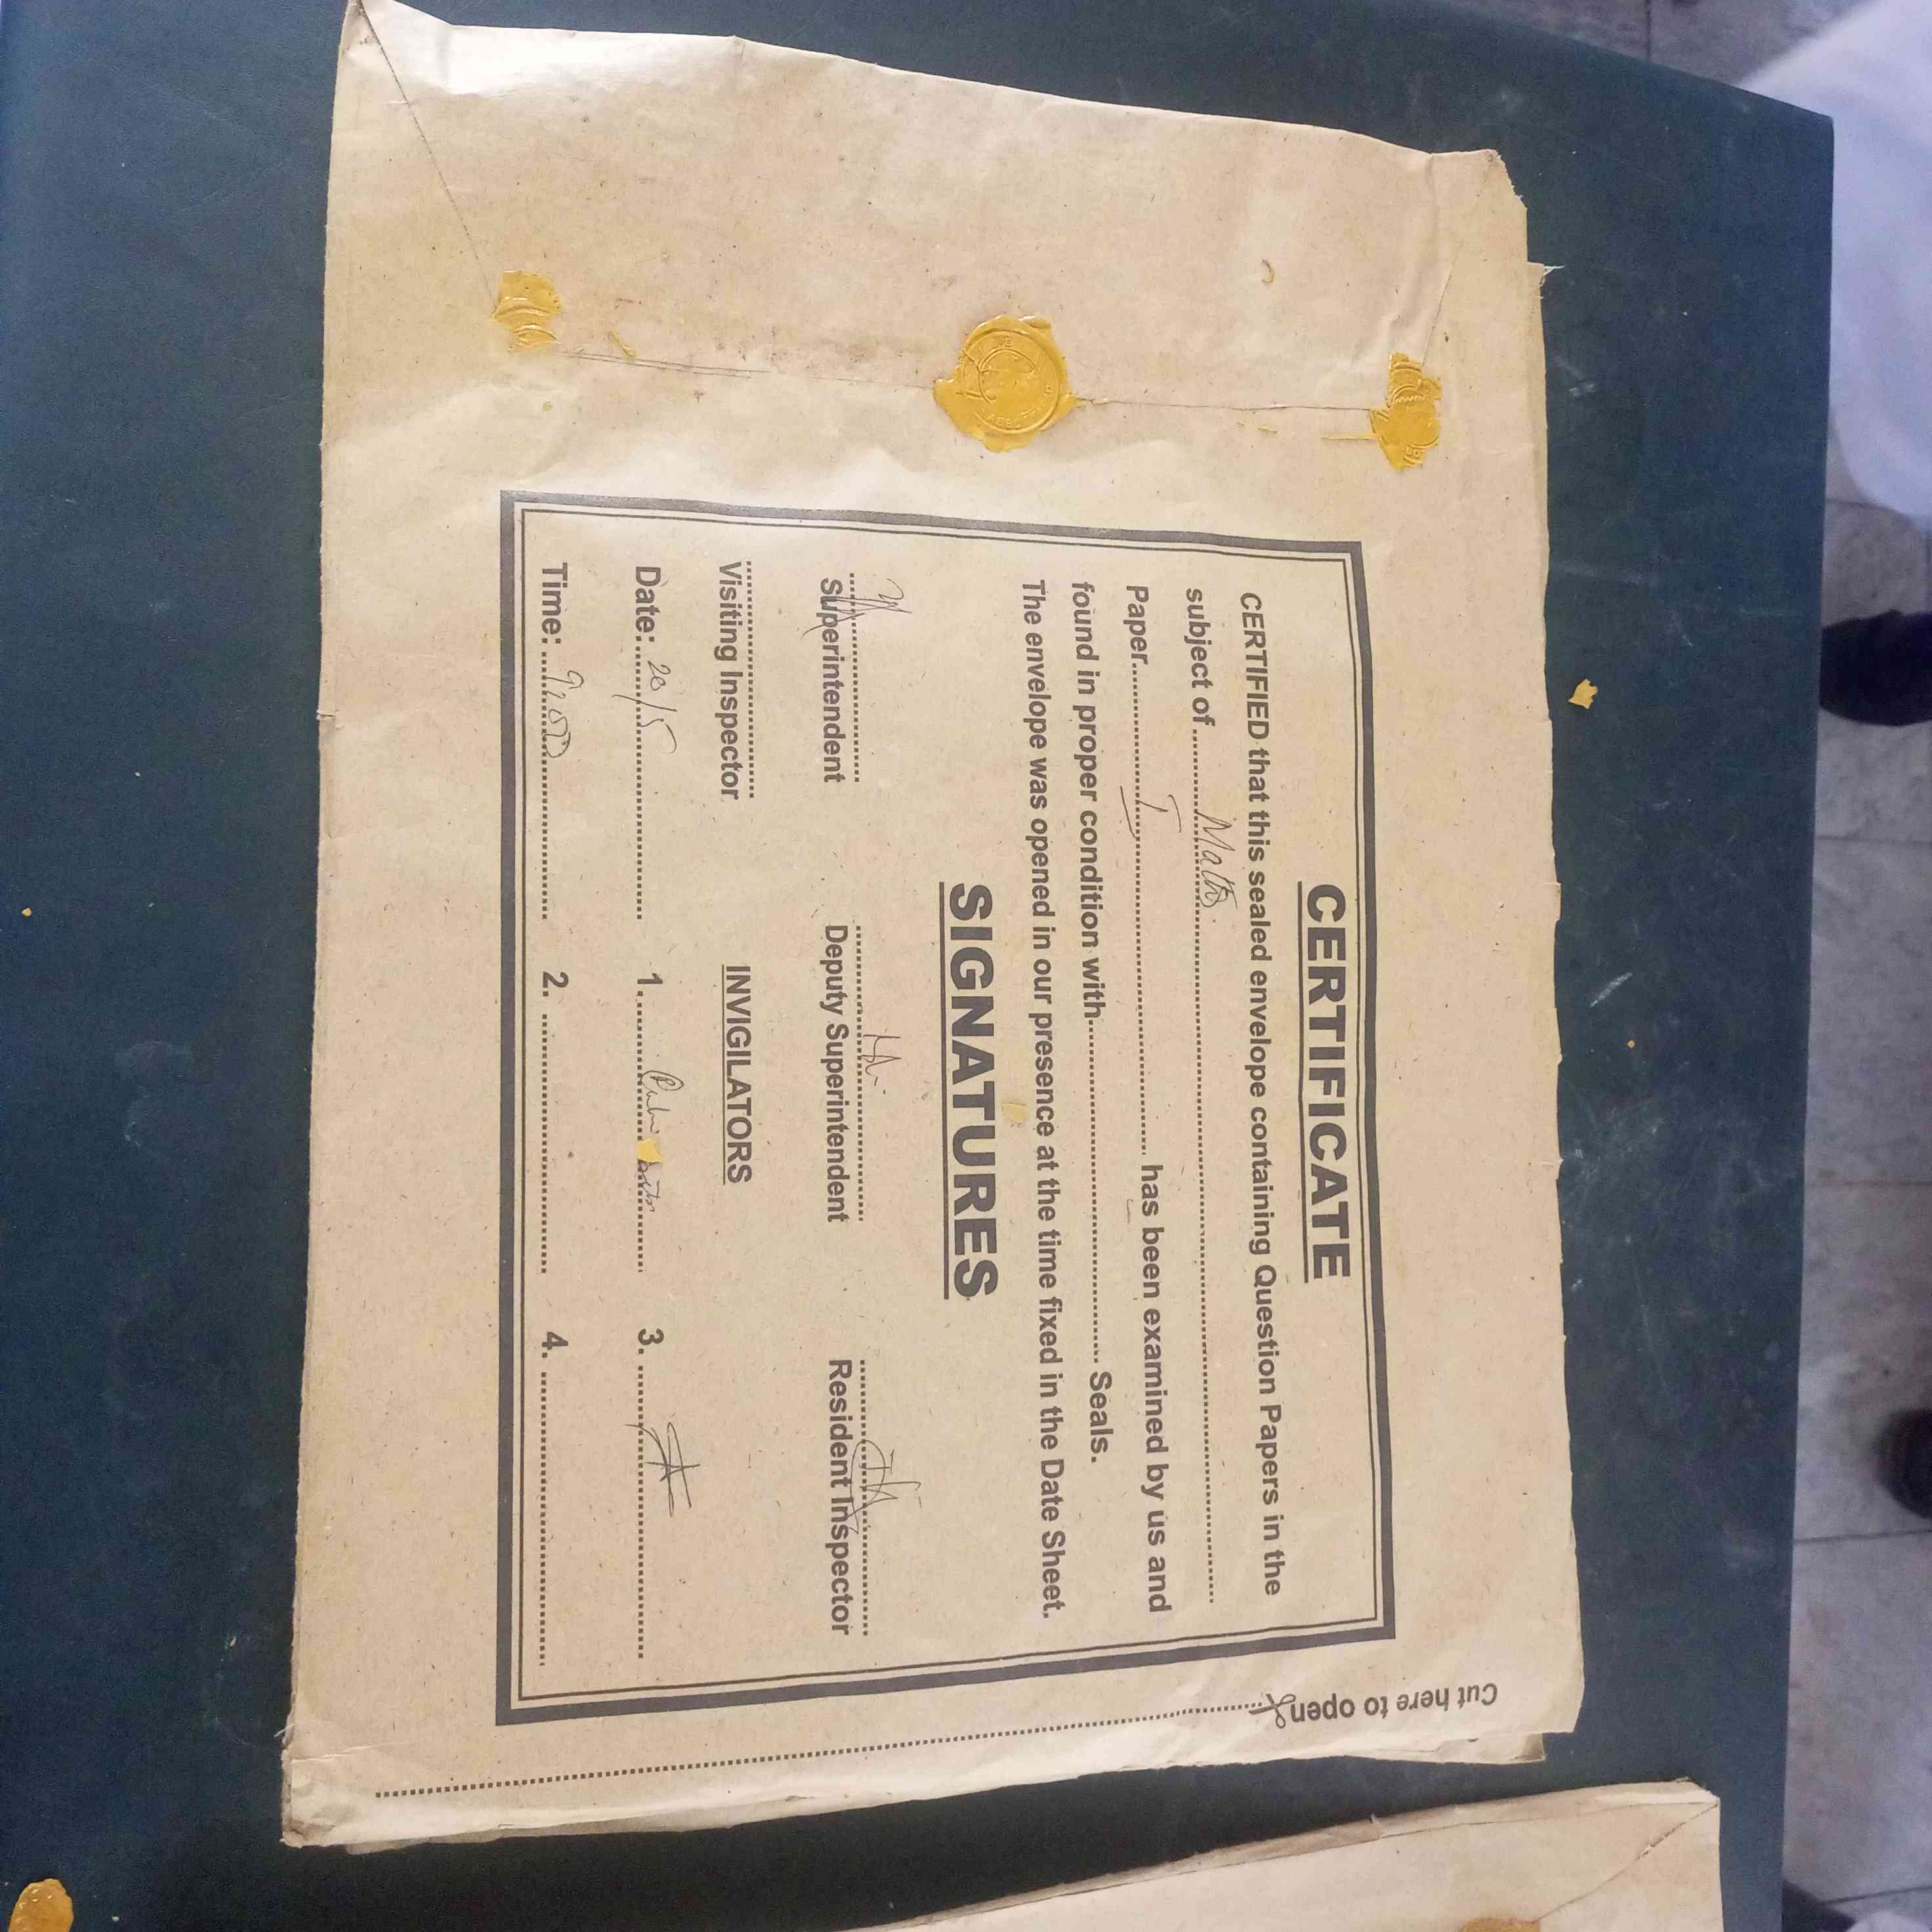 CERTIFICATE
CERTIFIED that this sealed envelope containing Question Papers in the
subject of.......... Maths.
Paper.......... I .......... has been examined by us and
found in proper condition with.......... Seals.
The envelope was opened in our presence at the time fixed in the Date Sheet.
SIGNATURES
Superintendent Deputy Superintendent Resident Inspector
Visiting Inspector INVIGILATORS
Date: 20/5 1. 3.
Time: 9:00 2. 4.
Cut here to open